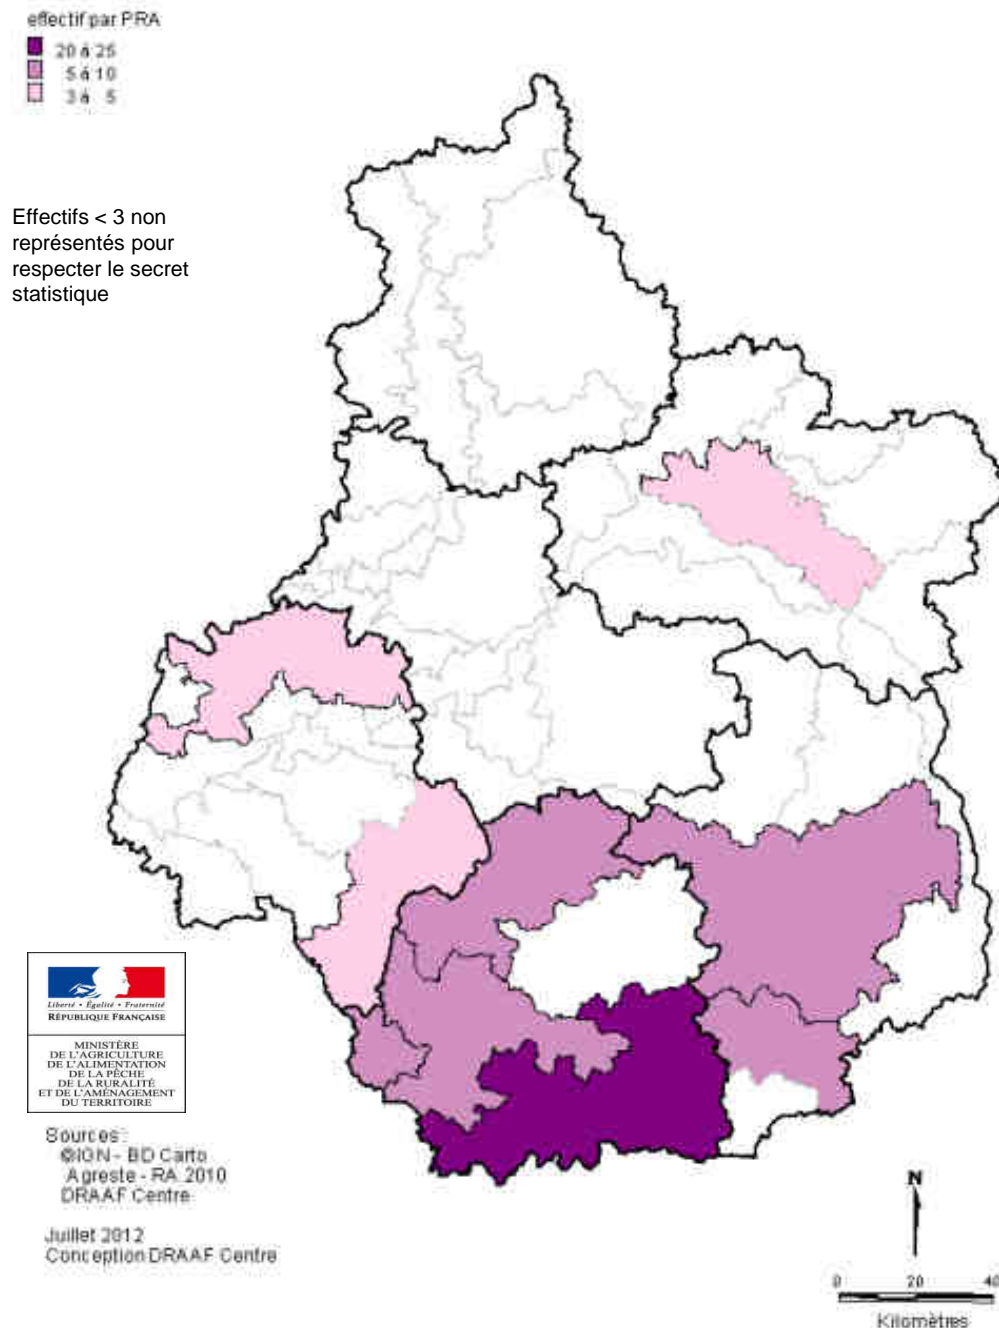 effectif par PRA
20 à 25
5 à 10
3 à 5
Effectifs < 3 non
représentés pour
respecter le secret
statistique
Liberté • Égalité • Fraternité
RÉPUBLIQUE FRANÇAISE
MINISTÈRE
DE L'AGRICULTURE
DE L'ALIMENTATION
DE LA PÊCHE
DE LA RURALITÉ
ET DE L'AMÉNAGEMENT
DU TERRITOIRE
Sources :
©IGN - BD Carto
Agreste - RA 2010
DRAAF Centre
Juillet 2012
Conception DRAAF Centre
N
0 20 40
Kilomètres